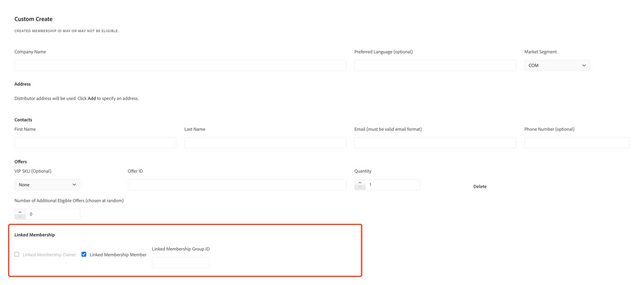 Custom Create
CREATED MEMBERSHIP IS MAY OR MAY NOT BE ELIGIBLE.
Company Name
Preferred Language (optional)
Market Segment
COM
Address
Distributor address will be used. Click Add to specify an address.
Contacts
First Name
Last Name
Email (must be valid email format)
Phone Number (optional)
Offers
VIP SKU (Optional)
Offer ID
Quantity
None
1
Delete
Number of Additional Eligible Offers (chosen at random)
0
Linked Membership
Linked Membership Group ID
Linked Membership Owner
Linked Membership Member